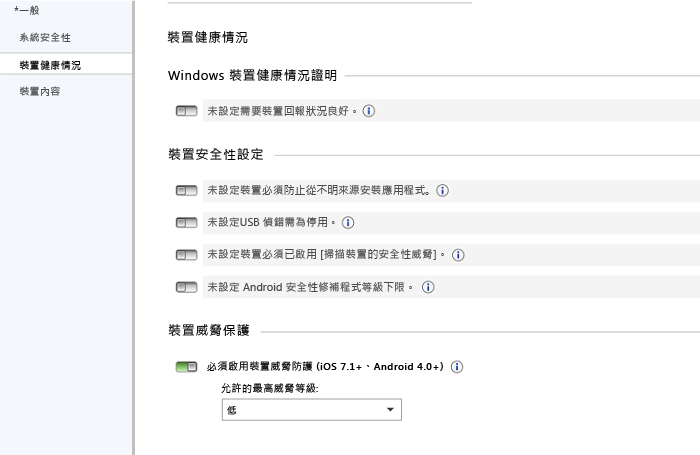 *一般
系統安全性
裝置健康情況
裝置內容
裝置健康情況
Windows 裝置健康情況證明
未設定需要裝置回報狀況良好。
裝置安全性設定
未設定裝置必須防止從不明來源安裝應用程式。
未設定USB 偵錯需為停用。
未設定裝置必須已啟用 [掃描裝置的安全性威脅]。
未設定 Android 安全性修補程式等級下限。
裝置威脅保護
必須啟用裝置威脅防護 (iOS 7.1+、Android 4.0+)
允許的最高威脅等級:
低